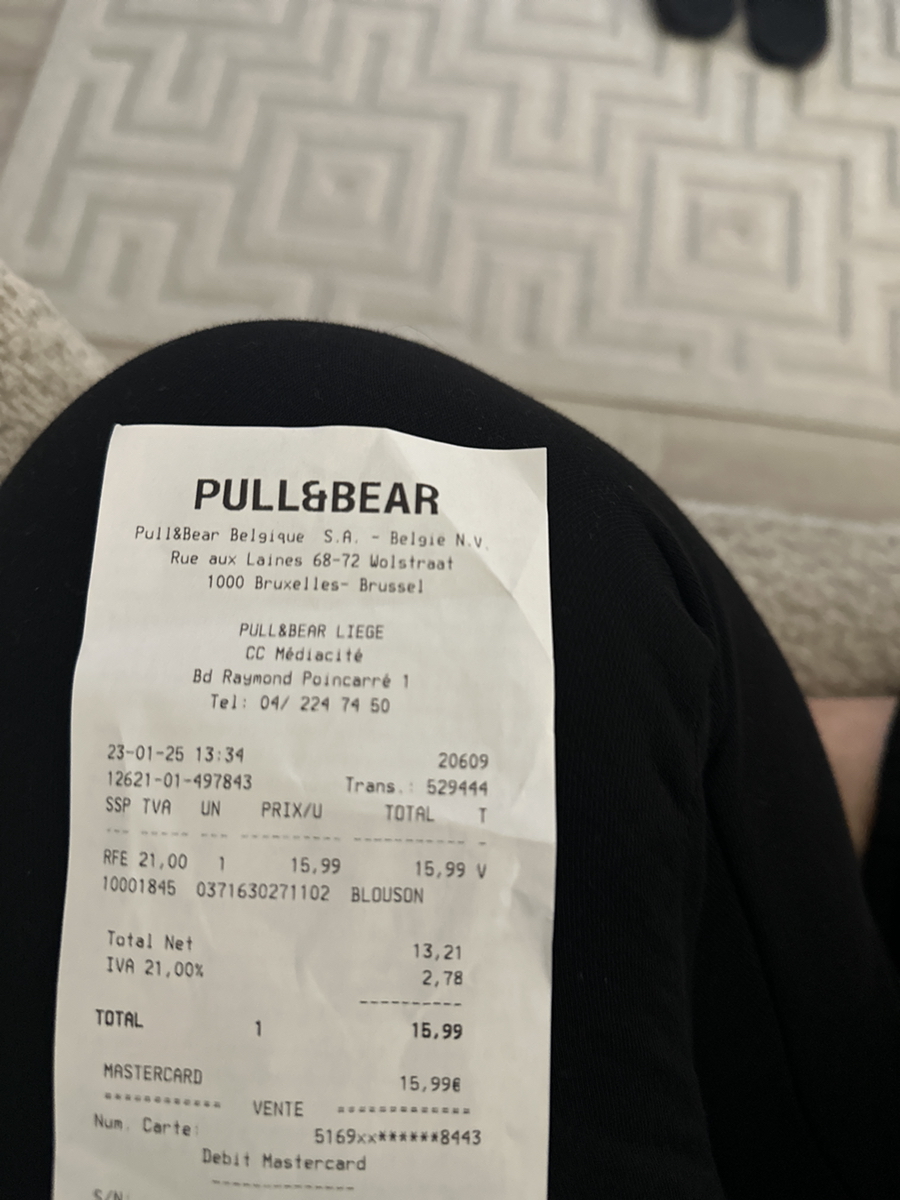 PULL&BEAR
Pull&Bear Belgique S.A. - Belgie N.V.
Rue aux Laines 68-72 Wolstraat
1000 Bruxelles- Brussel
PULL&BEAR LIEGE
CC Médiacité
Bd Raymond Poincarré 1
Tel: 04/ 224 74 50
23-01-25 13:34 20609
12621-01-497843 Trans.: 529444
SSP TVA UN PRIX/U TOTAL T
--- ---- --- ---------- ----------- -
RFE 21,00 1 15,99 15,99 V
10001845 0371630271102 BLOUSON
Total Net 13,21
IVA 21,00% 2,78
----------
TOTAL 1 15,99
MASTERCARD 15,99€
============ VENTE =============
Num. Carte: 5169xx******8443
Debit Mastercard
--------------
S/N: